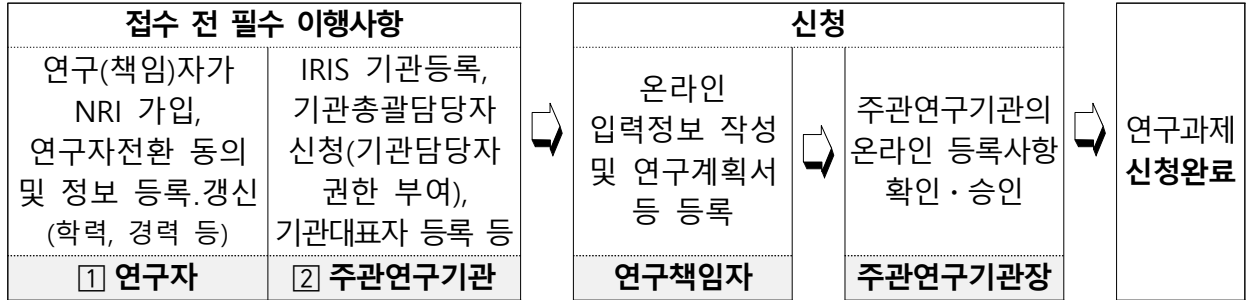 접수 전 필수 이행사항
연구(책임)자가
NRI 가입,
연구자전환 동의
및 정보 등록.갱신
(학력, 경력 등)
1 연구자
IRIS 기관등록,
기관총괄담당자
신청(기관담당자
권한 부여),
기관대표자 등록 등
2 주관연구기관
신청
온라인
입력정보 작성
및 연구계획서
등 등록
연구책임자
주관연구기관의
온라인 등록사항
확인·승인
주관연구기관장
연구과제
신청완료